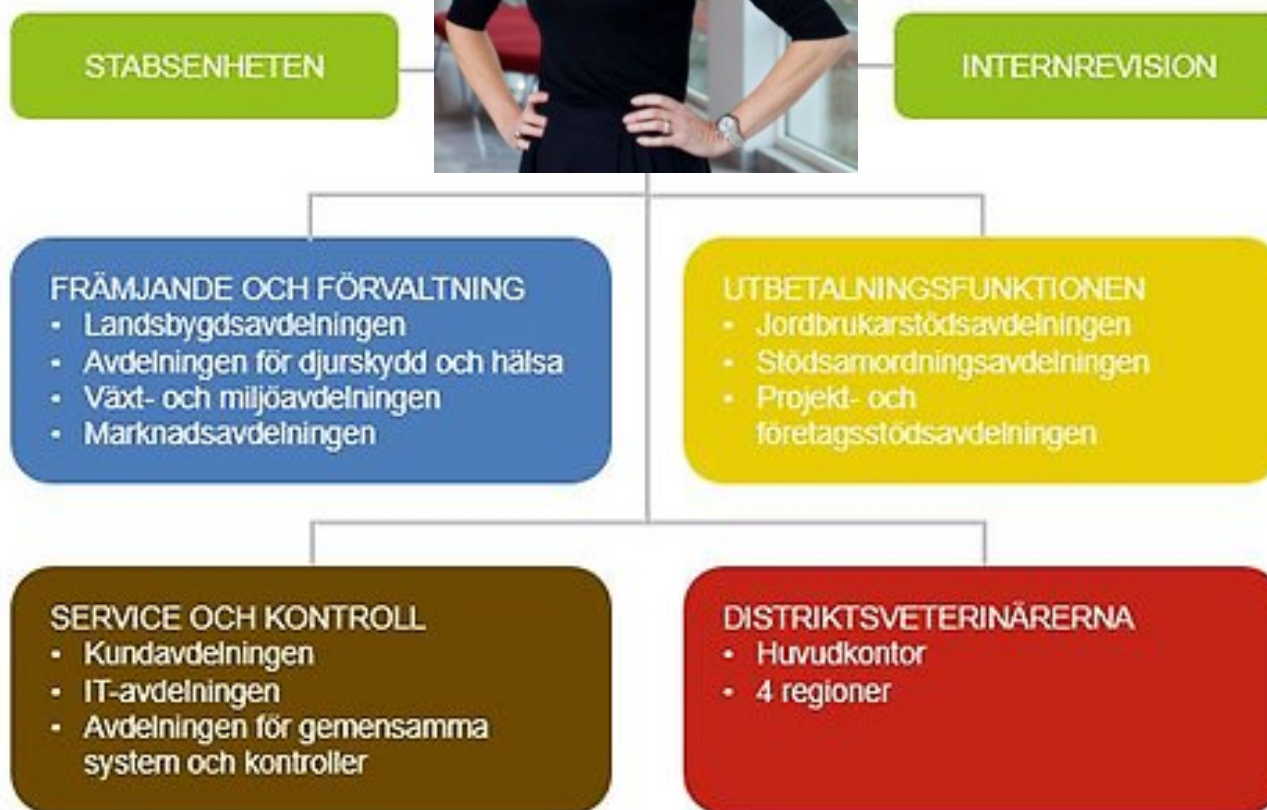 STABSENHETEN
INTERNREVISION
FRÄMJANDE OCH FÖRVALTNING
• Landsbygdsavdelningen
• Avdelningen för djurskydd och hälsa
• Växt- och miljöavdelningen
• Marknadsavdelningen
UTBETALNINGSFUNKTIONEN
• Jordbrukarstödsavdelningen
• Stödsamordningsavdelningen
• Projekt- och
företagsstödsavdelningen
SERVICE OCH KONTROLL
• Kundavdelningen
• IT-avdelningen
• Avdelningen för gemensamma
system och kontroller
DISTRIKTSVETERINÄRERNA
• Huvudkontor
• 4 regioner